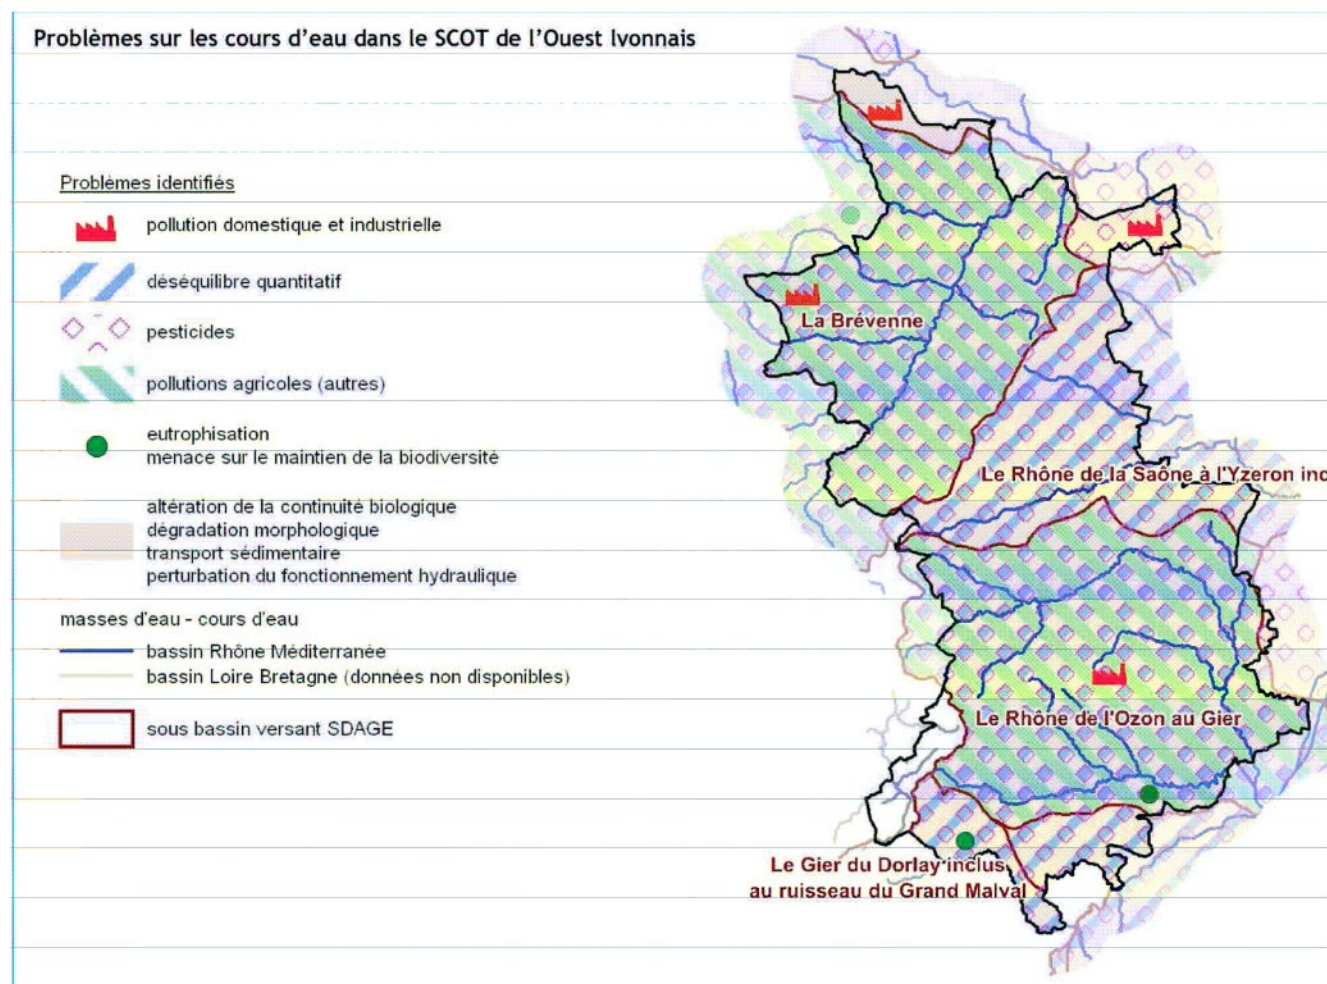 Problèmes sur les cours d'eau dans le SCOT de l'Ouest lyonnais
Problèmes identifiés
pollution domestique et industrielle
déséquilibre quantitatif
pesticides
pollutions agricoles (autres)
eutrophisation
menace sur le maintien de la biodiversité
altération de la continuité biologique
dégradation morphologique
transport sédimentaire
perturbation du fonctionnement hydraulique
masses d'eau - cours d'eau
bassin Rhône Méditerranée
bassin Loire Bretagne (données non disponibles)
sous bassin versant SDAGE
La Brévenne
Le Rhône de la Saône à l'Yzeron inc
Le Rhône de l'Ozon au Gier
Le Gier du Dorlay inclus
au ruisseau du Grand Malval